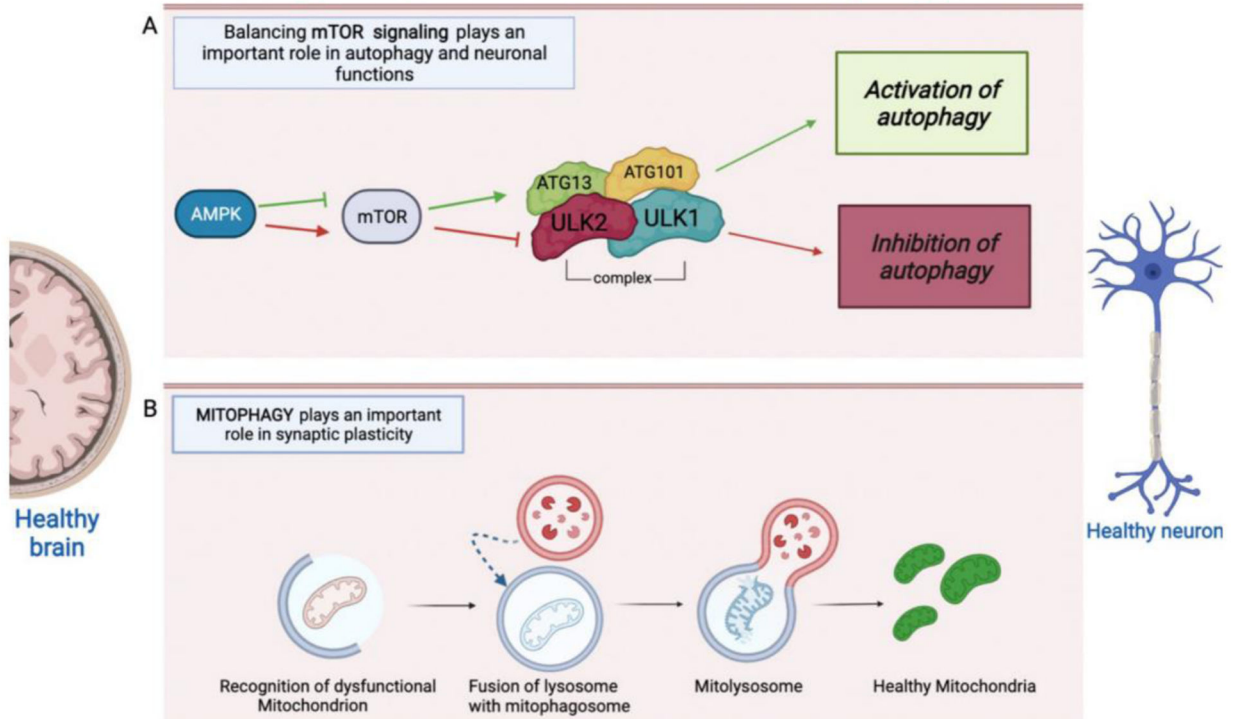 A
Balancing mTOR signaling plays an
important role in autophagy and neuronal
functions
Activation of
autophagy
AMPK
mTOR
ATG13
ATG101
ULK2
ULK1
complex
Inhibition of
autophagy
B
MITOPHAGY plays an important
role in synaptic plasticity
Healthy
brain
Healthy neuron
Recognition of dysfunctional
Mitochondrion
Fusion of lysosome
with mitophagosome
Mitolysosome
Healthy Mitochondria